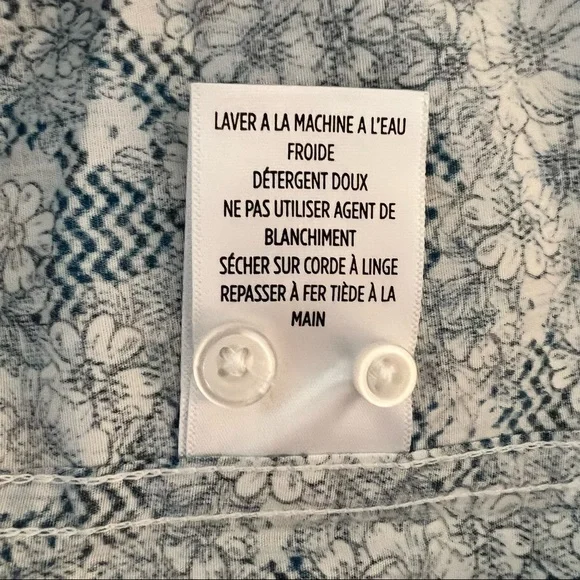 LAVER A LA MACHINE A L'EAU
FROIDE
DÉTERGENT DOUX
NE PAS UTILISER AGENT DE
BLANCHIMENT
SÉCHER SUR CORDE À LINGE
REPASSER À FER TIÈDE À LA
MAIN